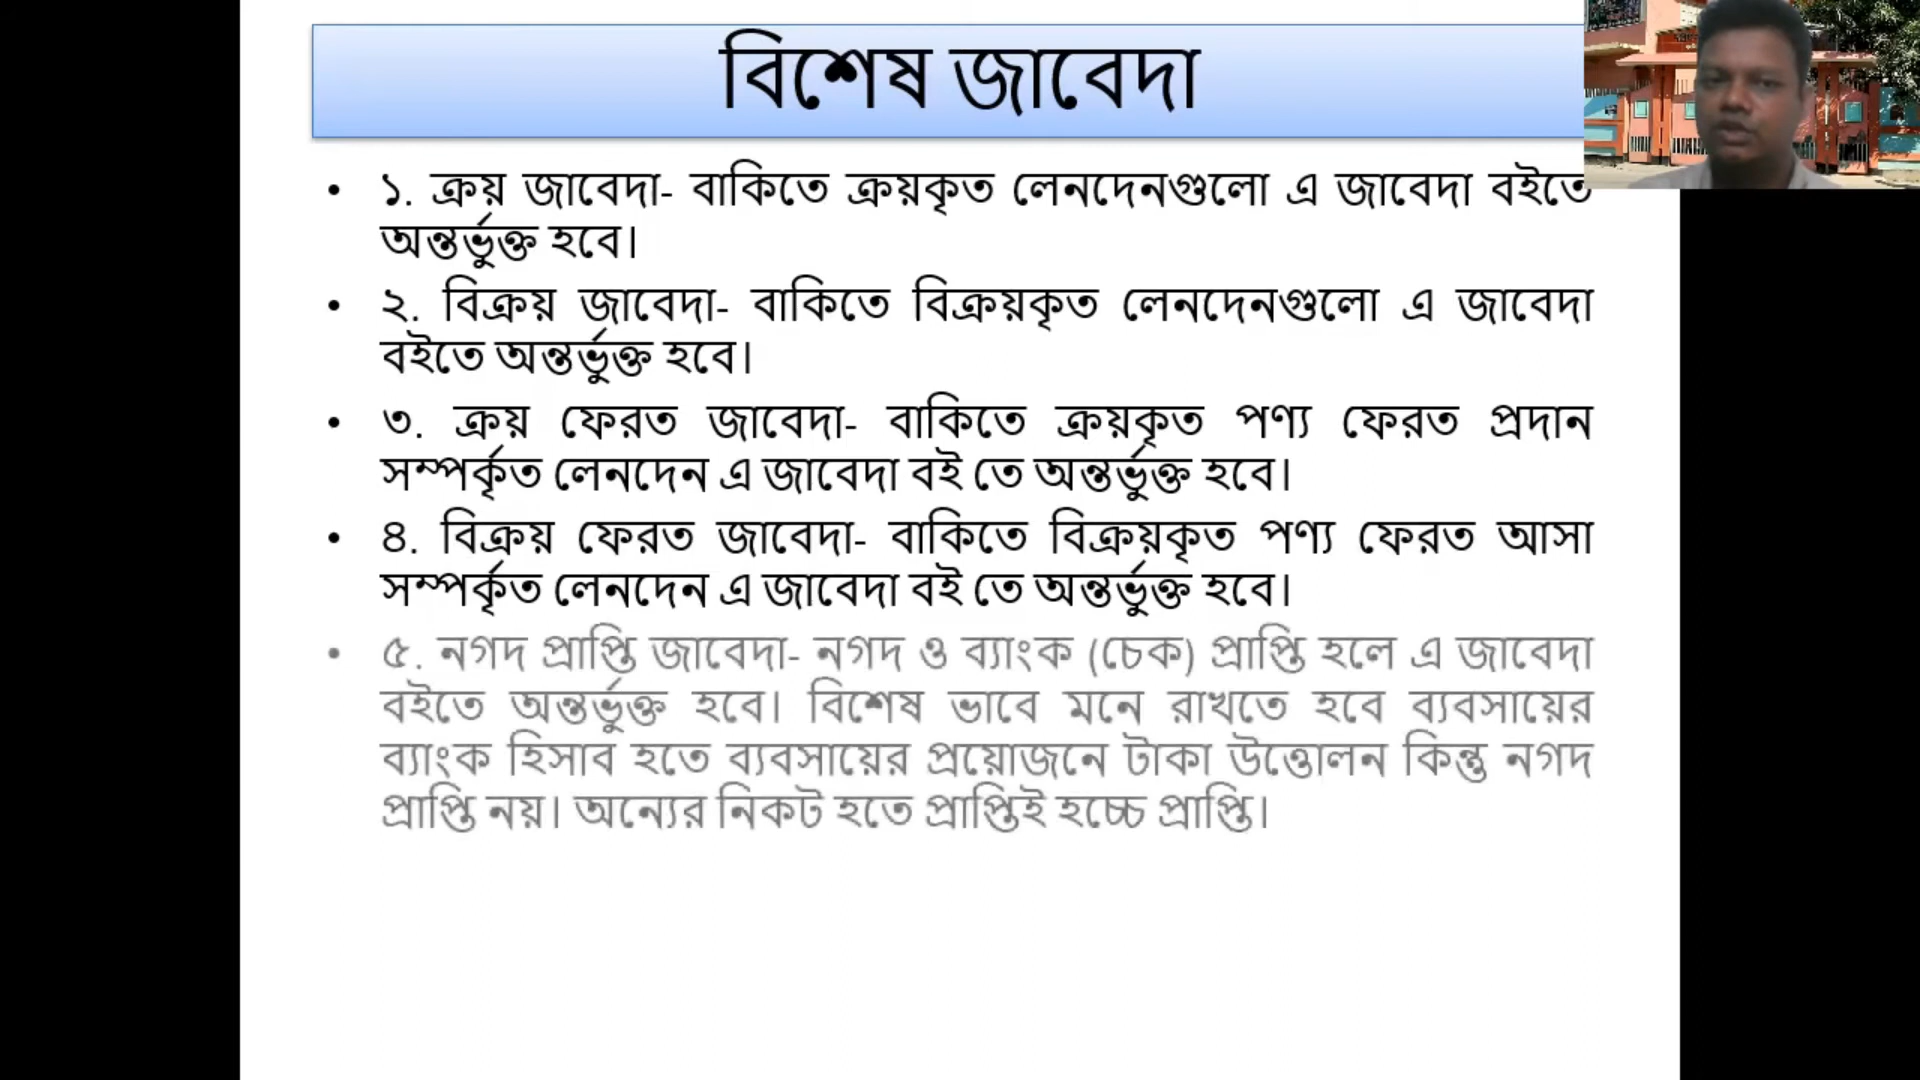 বিশেষ জাবেদা
• ১. ক্রয় জাবেদা- বাকিতে ক্রয়কৃত লেনদেনগুলো এ জাবেদা বইতে
অন্তর্ভুক্ত হবে।
• ২. বিক্রয় জাবেদা- বাকিতে বিক্রয়কৃত লেনদেনগুলো এ জাবেদা
বইতে অন্তর্ভুক্ত হবে।
• ৩. ক্রয় ফেরত জাবেদা- বাকিতে ক্রয়কৃত পণ্য ফেরত প্রদান
সম্পর্কৃত লেনদেন এ জাবেদা বই তে অন্তর্ভুক্ত হবে।
• ৪. বিক্রয় ফেরত জাবেদা- বাকিতে বিক্রয়কৃত পণ্য ফেরত আসা
সম্পর্কৃত লেনদেন এ জাবেদা বই তে অন্তর্ভুক্ত হবে।
• ৫. নগদ প্রাপ্তি জাবেদা- নগদ ও ব্যাংক (চেক) প্রাপ্তি হলে এ জাবেদা
বইতে অন্তর্ভুক্ত হবে। বিশেষ ভাবে মনে রাখতে হবে ব্যবসায়ের
ব্যাংক হিসাব হতে ব্যবসায়ের প্রয়োজনে টাকা উত্তোলন কিন্তু নগদ
প্রাপ্তি নয়। অন্যের নিকট হতে প্রাপ্তিই হচ্ছে প্রাপ্তি।